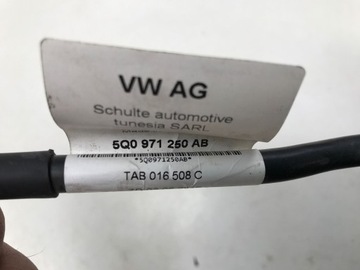 VW AG
Schulte automotive
tunesia SARL
5Q0 971 250 AB
*5Q0971250AB*
TAB 016 508 C